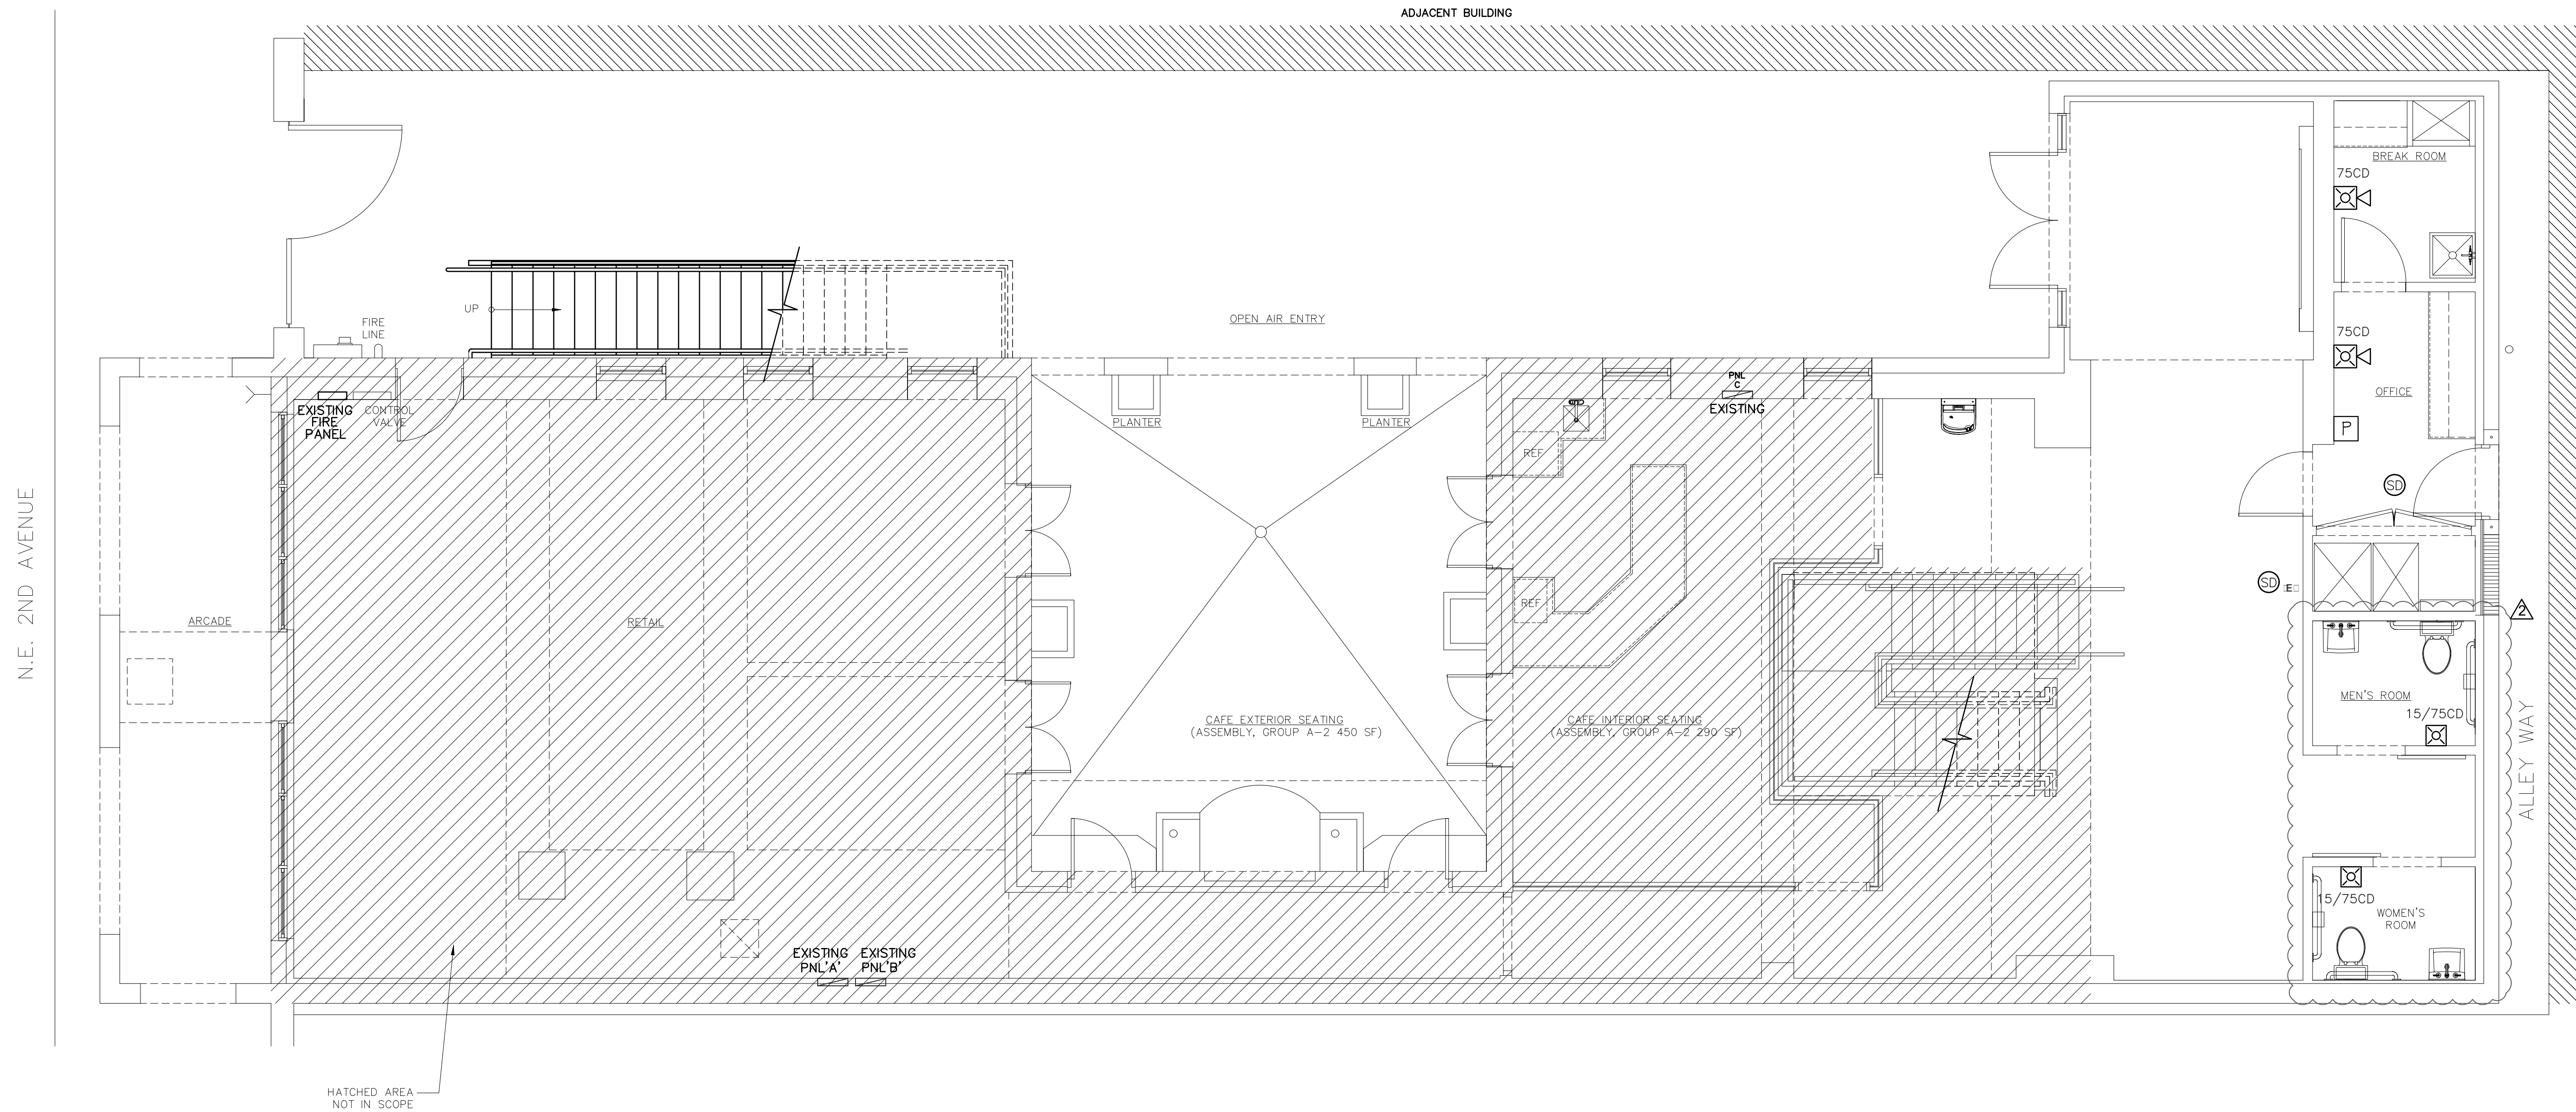 ADJACENT BUILDING
BREAK ROOM
75CD
UP
FIRE
LINE
OPEN AIR ENTRY
75CD
EXISTING
FIRE
PANEL
CONTROL
VALVE
PNL
C
EXISTING
OFFICE
PLANTER
PLANTER
P
REF
SD
N.E. 2ND AVENUE
SD
E
REF
2
ARCADE
RETAIL
MEN'S ROOM
15/75CD
CAFE EXTERIOR SEATING
(ASSEMBLY, GROUP A-2 450 SF)
CAFE INTERIOR SEATING
(ASSEMBLY, GROUP A-2 290 SF)
ALLEY WAY
15/75CD
WOMEN'S
ROOM
EXISTING
PNL'A'
EXISTING
PNL'B'
HATCHED AREA
NOT IN SCOPE